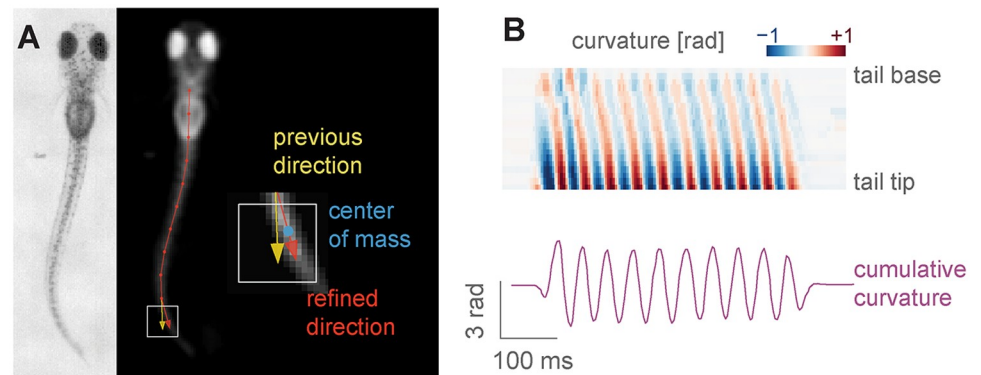 A
previous
direction
center
of mass
refined
direction
B
curvature [rad]
−1
+1
tail base
tail tip
cumulative
curvature
3 rad
100 ms